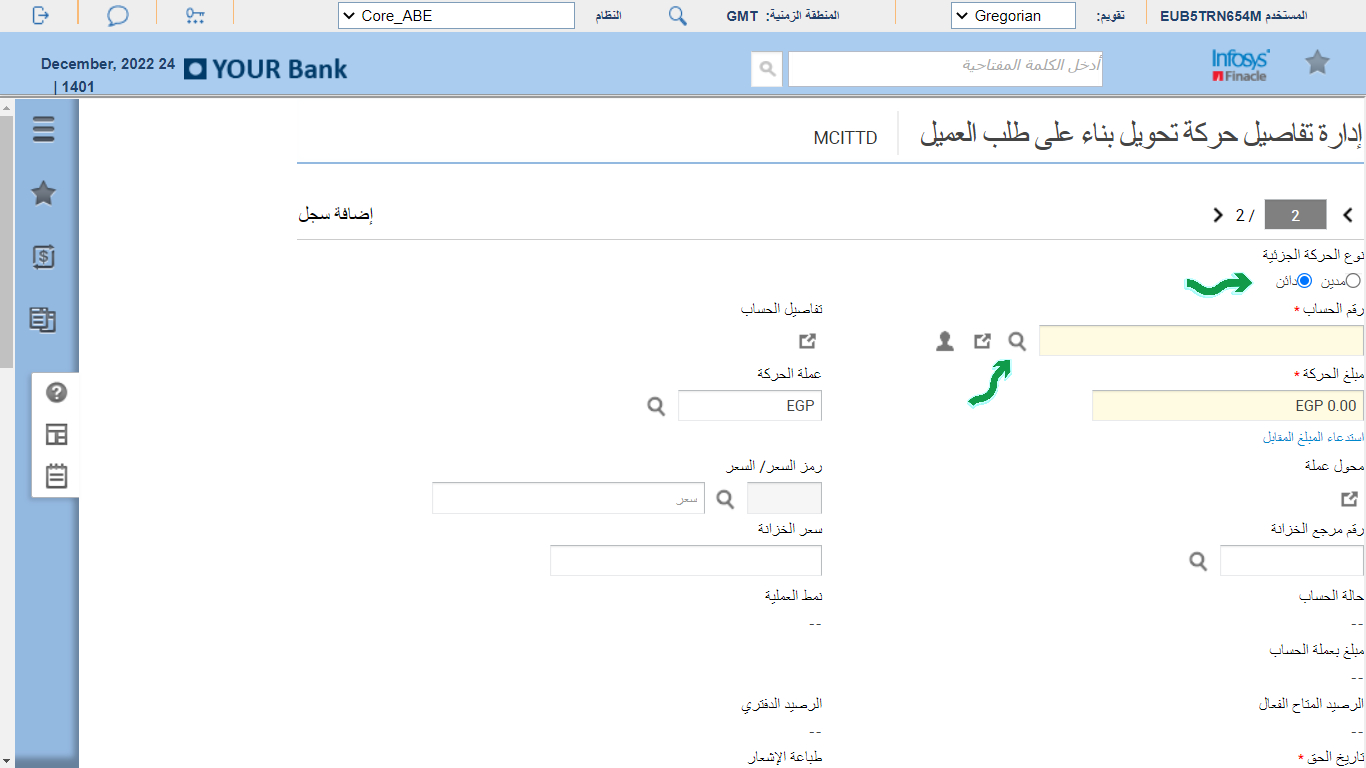 المستخدم EUB5TRN654M تقويم: Gregorian المنطقة الزمنية: GMT النظام Core_ABE
Infosys
Finacle
أدخل الكلمة المفتاحية
YOUR Bank
December, 2022 24
| 1401
إدارة تفاصيل حركة تحويل بناء على طلب العميل MCITTD
2 / 2 إضافة سجل
نوع الحركة الجزئية
مدين دائن
رقم الحساب * تفاصيل الحساب
مبلغ الحركة * عملة الحركة
EGP 0.00 EGP
استدعاء المبلغ المقابل
محول عملة رمز السعر/ السعر
سعر
رقم مرجع الخزانة سعر الخزانة
حالة الحساب نمط العملية
-- --
مبلغ بعملة الحساب
--
الرصيد المتاح الفعال الرصيد الدفتري
-- --
تاريخ الحق * طباعة الإشعار